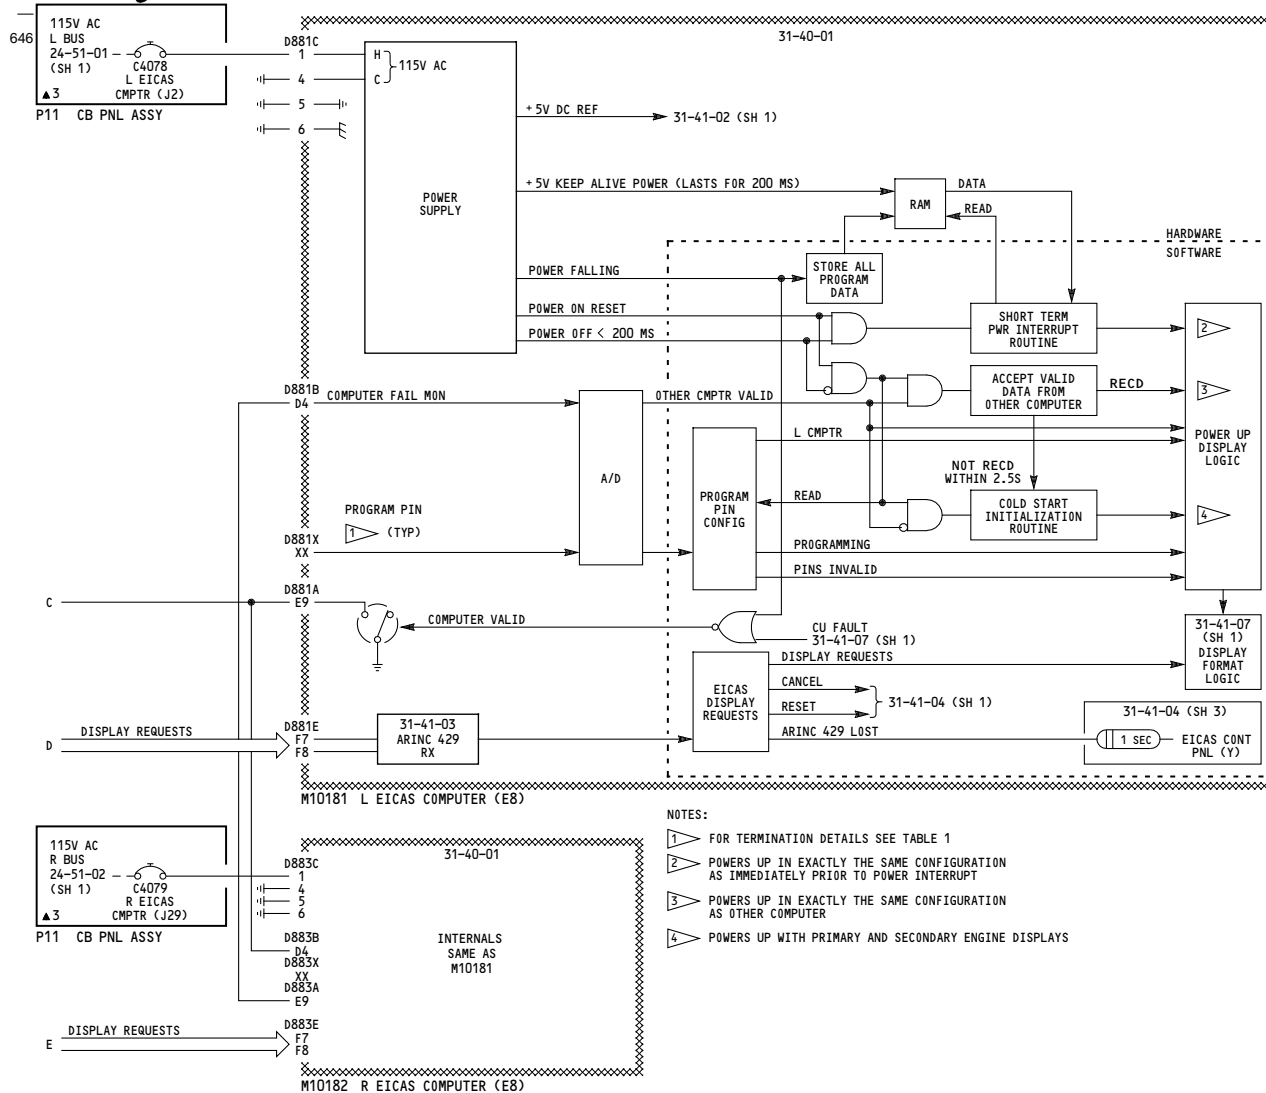 646
115V AC
L BUS
24-51-01
(SH 1)
C4078
L EICAS
CMPTR (J2)
▲3
P11 CB PNL ASSY
D881C
1
4
5
6
H
C
115V AC
31-40-01
POWER
SUPPLY
+5V DC REF
31-41-02 (SH 1)
+5V KEEP ALIVE POWER (LASTS FOR 200 MS)
RAM
DATA
READ
HARDWARE
SOFTWARE
POWER FALLING
STORE ALL
PROGRAM
DATA
POWER ON RESET
POWER OFF < 200 MS
SHORT TERM
PWR INTERRUPT
ROUTINE
2
D881B
D4
COMPUTER FAIL MON
OTHER CMPTR VALID
ACCEPT VALID
DATA FROM
OTHER COMPUTER
RECD
3
L CMPTR
POWER UP
DISPLAY
LOGIC
A/D
NOT RECD
WITHIN 2.5S
PROGRAM
PIN
CONFIG
READ
COLD START
INITIALIZATION
ROUTINE
4
PROGRAM PIN
1 (TYP)
D881X
XX
PROGRAMMING
PINS INVALID
D881A
C
E9
COMPUTER VALID
CU FAULT
31-41-07 (SH 1)
31-41-07
(SH 1)
DISPLAY
FORMAT
LOGIC
DISPLAY REQUESTS
EICAS
DISPLAY
REQUESTS
CANCEL
RESET
31-41-04 (SH 1)
ARINC 429 LOST
31-41-04 (SH 3)
1 SEC
EICAS CONT
PNL (Y)
DISPLAY REQUESTS
D
D881E
F7
F8
31-41-03
ARINC 429
RX
M10181 L EICAS COMPUTER (E8)
115V AC
R BUS
24-51-02
(SH 1)
C4079
R EICAS
CMPTR (J29)
▲3
P11 CB PNL ASSY
31-40-01
D883C
1
4
5
6
D883B
D4
D883X
XX
D883A
E9
INTERNALS
SAME AS
M10181
DISPLAY REQUESTS
E
D883E
F7
F8
M10182 R EICAS COMPUTER (E8)
NOTES:
1 FOR TERMINATION DETAILS SEE TABLE 1
2 POWERS UP IN EXACTLY THE SAME CONFIGURATION
AS IMMEDIATELY PRIOR TO POWER INTERRUPT
3 POWERS UP IN EXACTLY THE SAME CONFIGURATION
AS OTHER COMPUTER
4 POWERS UP WITH PRIMARY AND SECONDARY ENGINE DISPLAYS